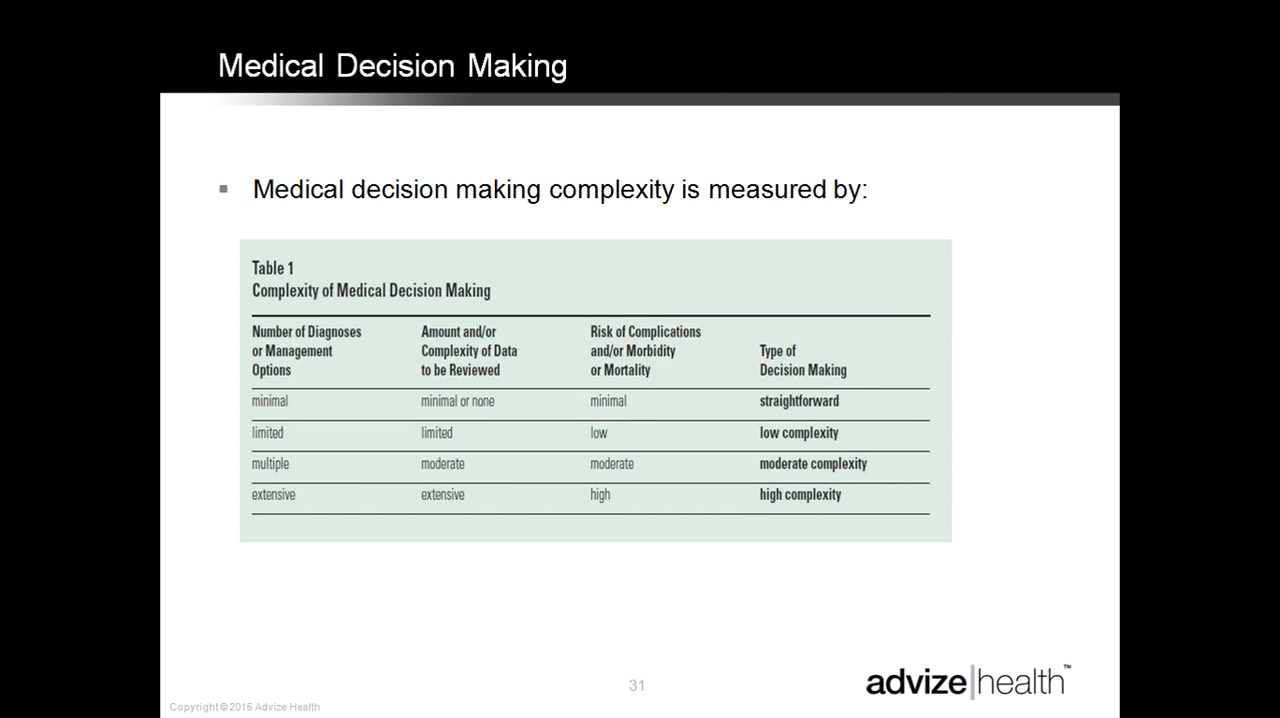 Medical Decision Making
▪ Medical decision making complexity is measured by:
Table 1
Complexity of Medical Decision Making
Number of Diagnoses
or Management
Options
Amount and/or
Complexity of Data
to be Reviewed
Risk of Complications
and/or Morbidity
or Mortality
Type of
Decision Making
minimal minimal or none minimal straightforward
limited limited low low complexity
multiple moderate moderate moderate complexity
extensive extensive high high complexity
31
advize|health™
Copyright©2015 Advize Health